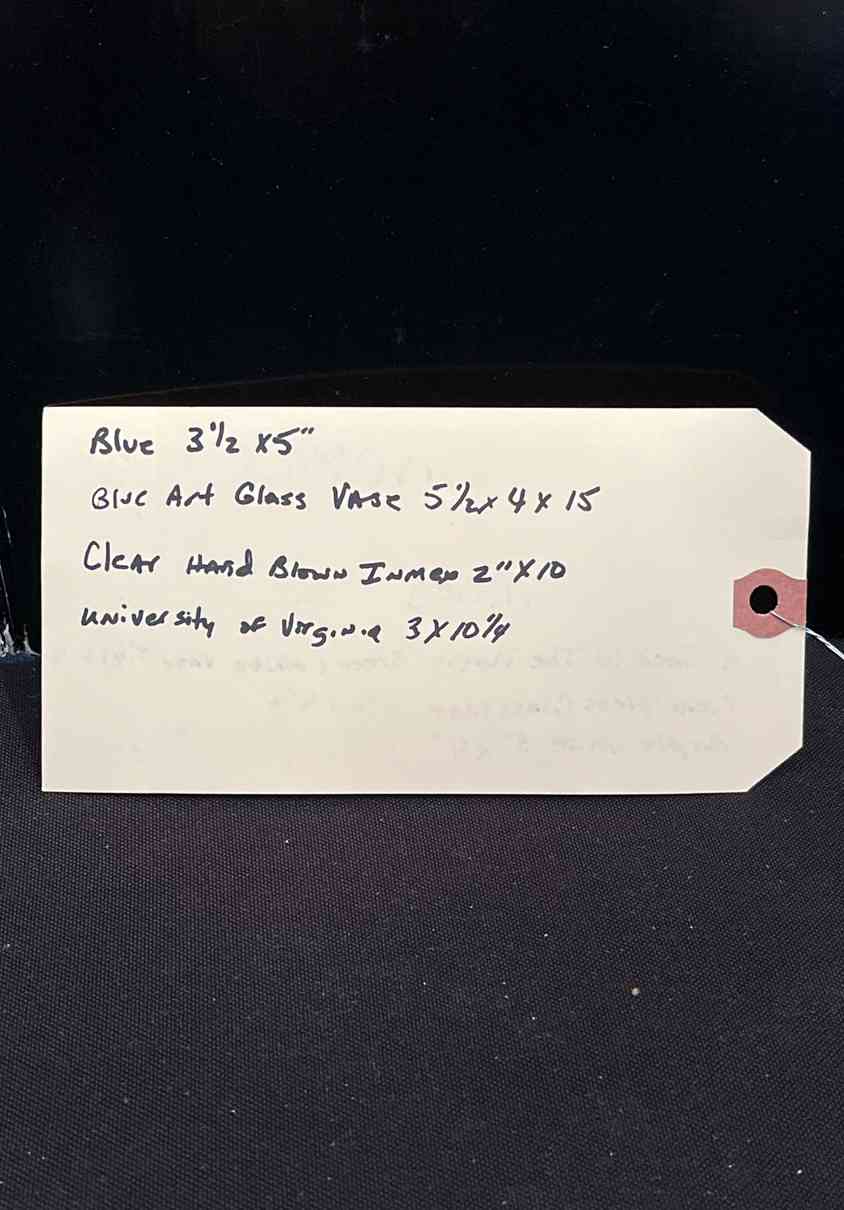 Blue 3 1/2 x 5"
Blue Art Glass Vase 5 1/2 x 4 x 15
Clear Hand Blown Inman 2" x 10
University of Virginia 3 x 10 1/4